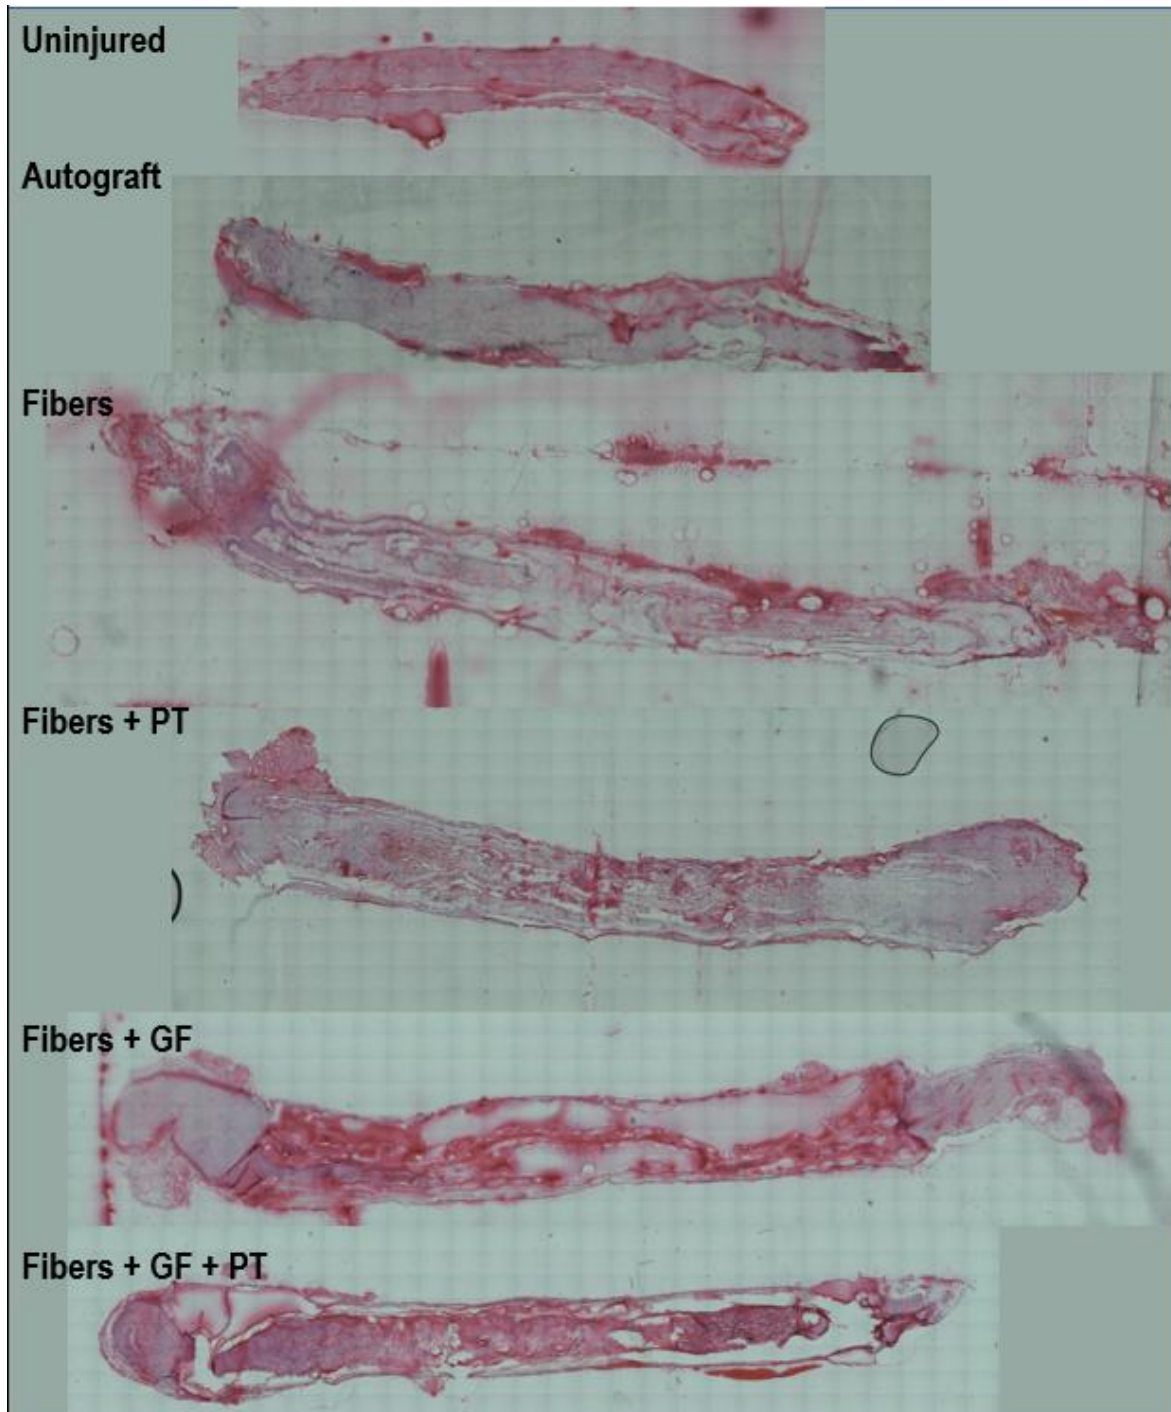 Uninjured
Autograft
Fibers
Fibers + PT
Fibers + GF
Fibers + GF + PT